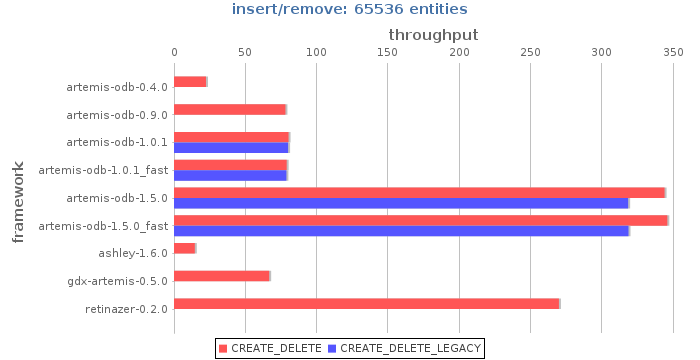 insert/remove: 65536 entities
throughput
0 50 100 150 200 250 300 350
artemis-odb-0.4.0
artemis-odb-0.9.0
artemis-odb-1.0.1
artemis-odb-1.0.1_fast
artemis-odb-1.5.0
artemis-odb-1.5.0_fast
ashley-1.6.0
gdx-artemis-0.5.0
retinazer-0.2.0
framework
CREATE_DELETE CREATE_DELETE_LEGACY